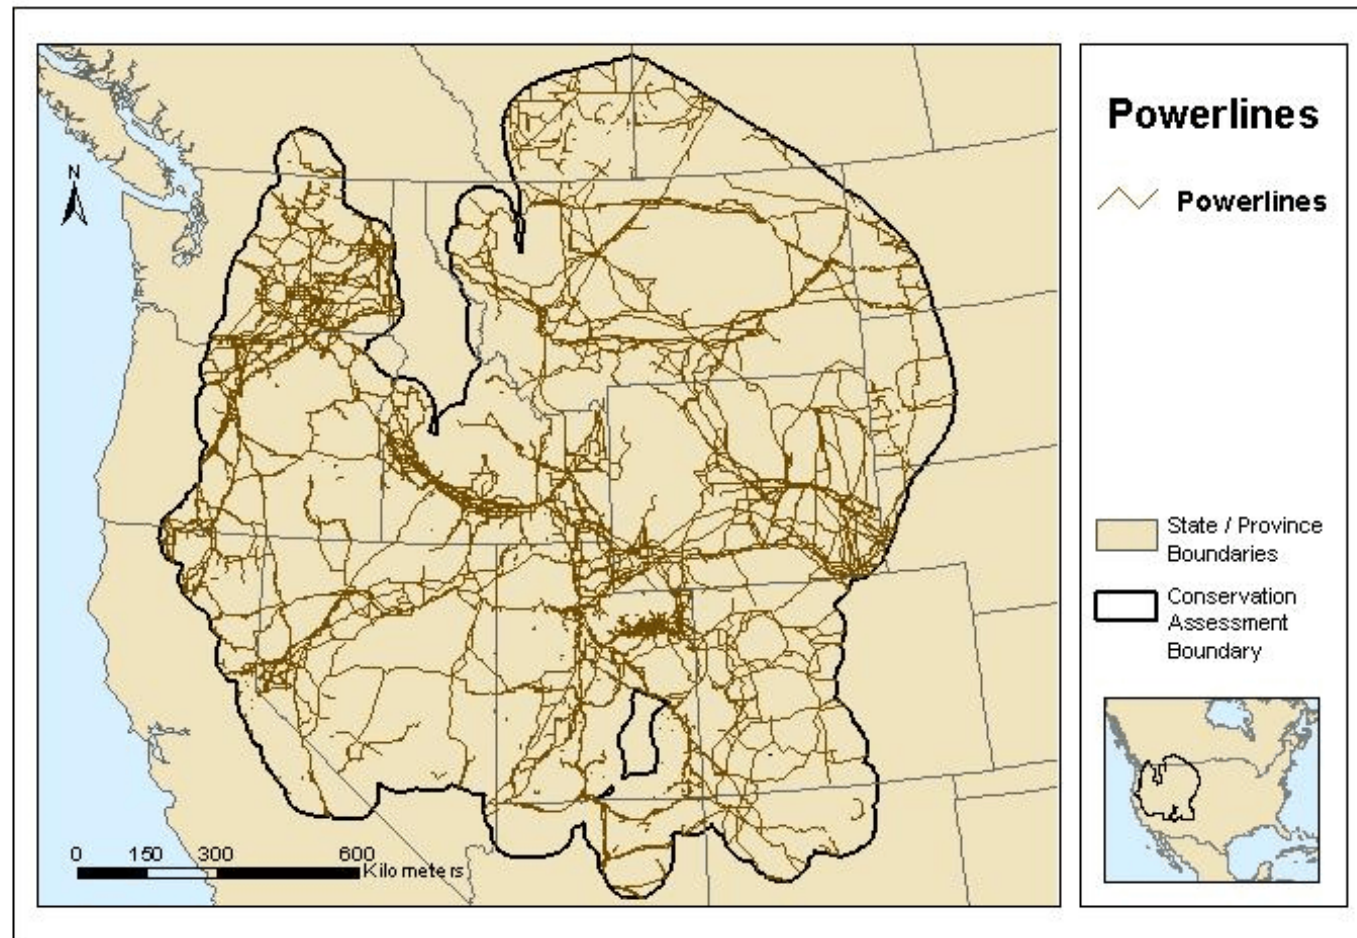 Powerlines
Powerlines
State / Province
Boundaries
Conservation
Assessment
Boundary
N
0 150 300 600
Kilometers